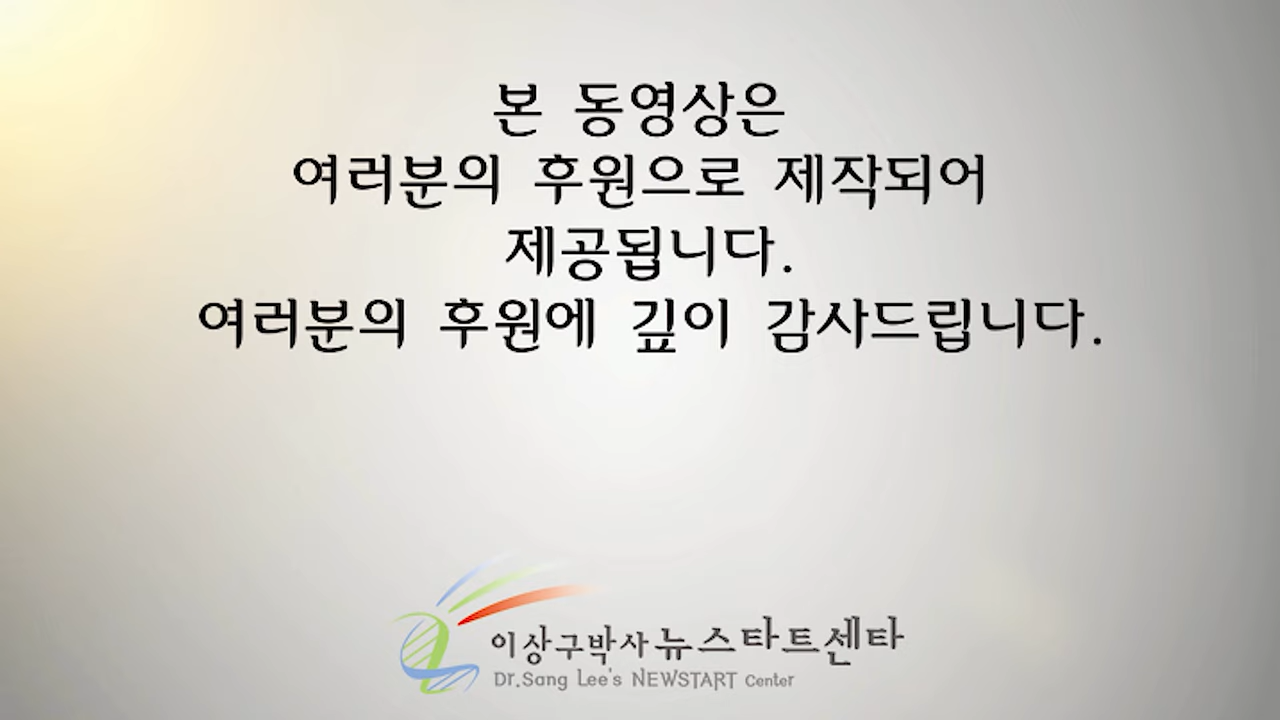 본 동영상은
여러분의 후원으로 제작되어
제공됩니다.
여러분의 후원에 깊이 감사드립니다.
이상구박사 뉴스타트센타
Dr.Sang Lee's NEWSTART Center